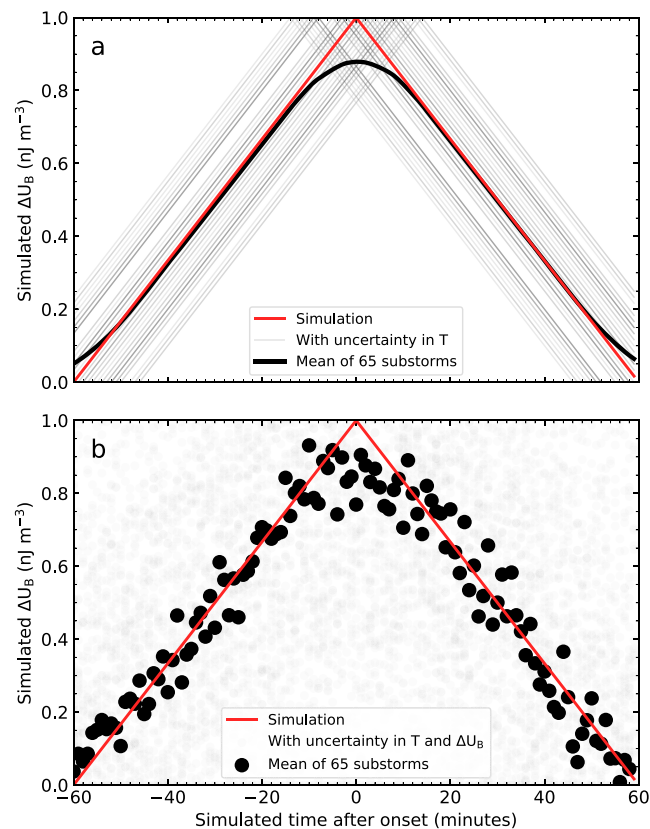 a
1.0
0.8
0.6
0.4
0.2
0.0
Simulated ΔU_B (nJ m⁻³)
Simulation
With uncertainty in T
Mean of 65 substorms
b
1.0
0.8
0.6
0.4
0.2
0.0
Simulated ΔU_B (nJ m⁻³)
Simulation
With uncertainty in T and ΔU_B
Mean of 65 substorms
−60 −40 −20 0 20 40 60
Simulated time after onset (minutes)